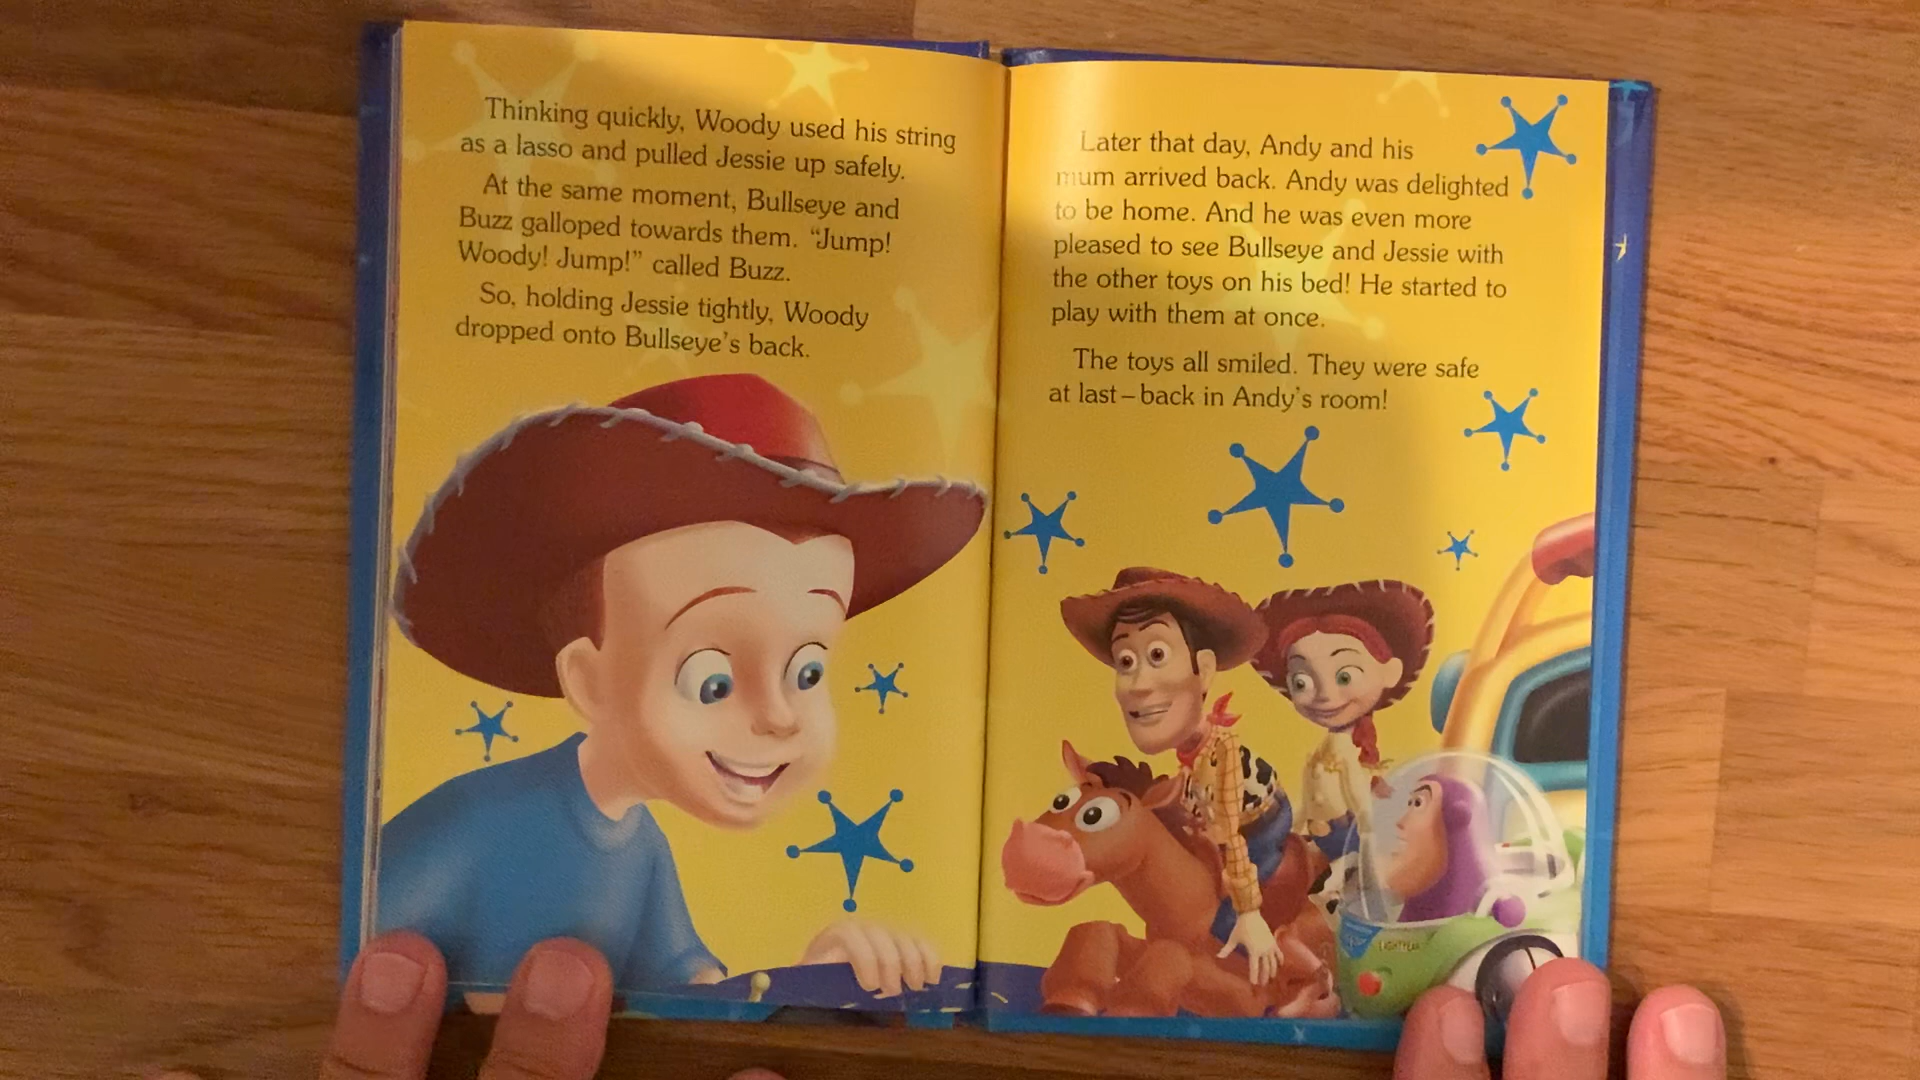 Thinking quickly, Woody used his string
as a lasso and pulled Jessie up safely.
At the same moment, Bullseye and
Buzz galloped towards them. “Jump!
Woody! Jump!” called Buzz.
So, holding Jessie tightly, Woody
dropped onto Bullseye’s back.
Later that day, Andy and his
mum arrived back. Andy was delighted
to be home. And he was even more
pleased to see Bullseye and Jessie with
the other toys on his bed! He started to
play with them at once.
The toys all smiled. They were safe
at last – back in Andy’s room!
LIGHTYEAR